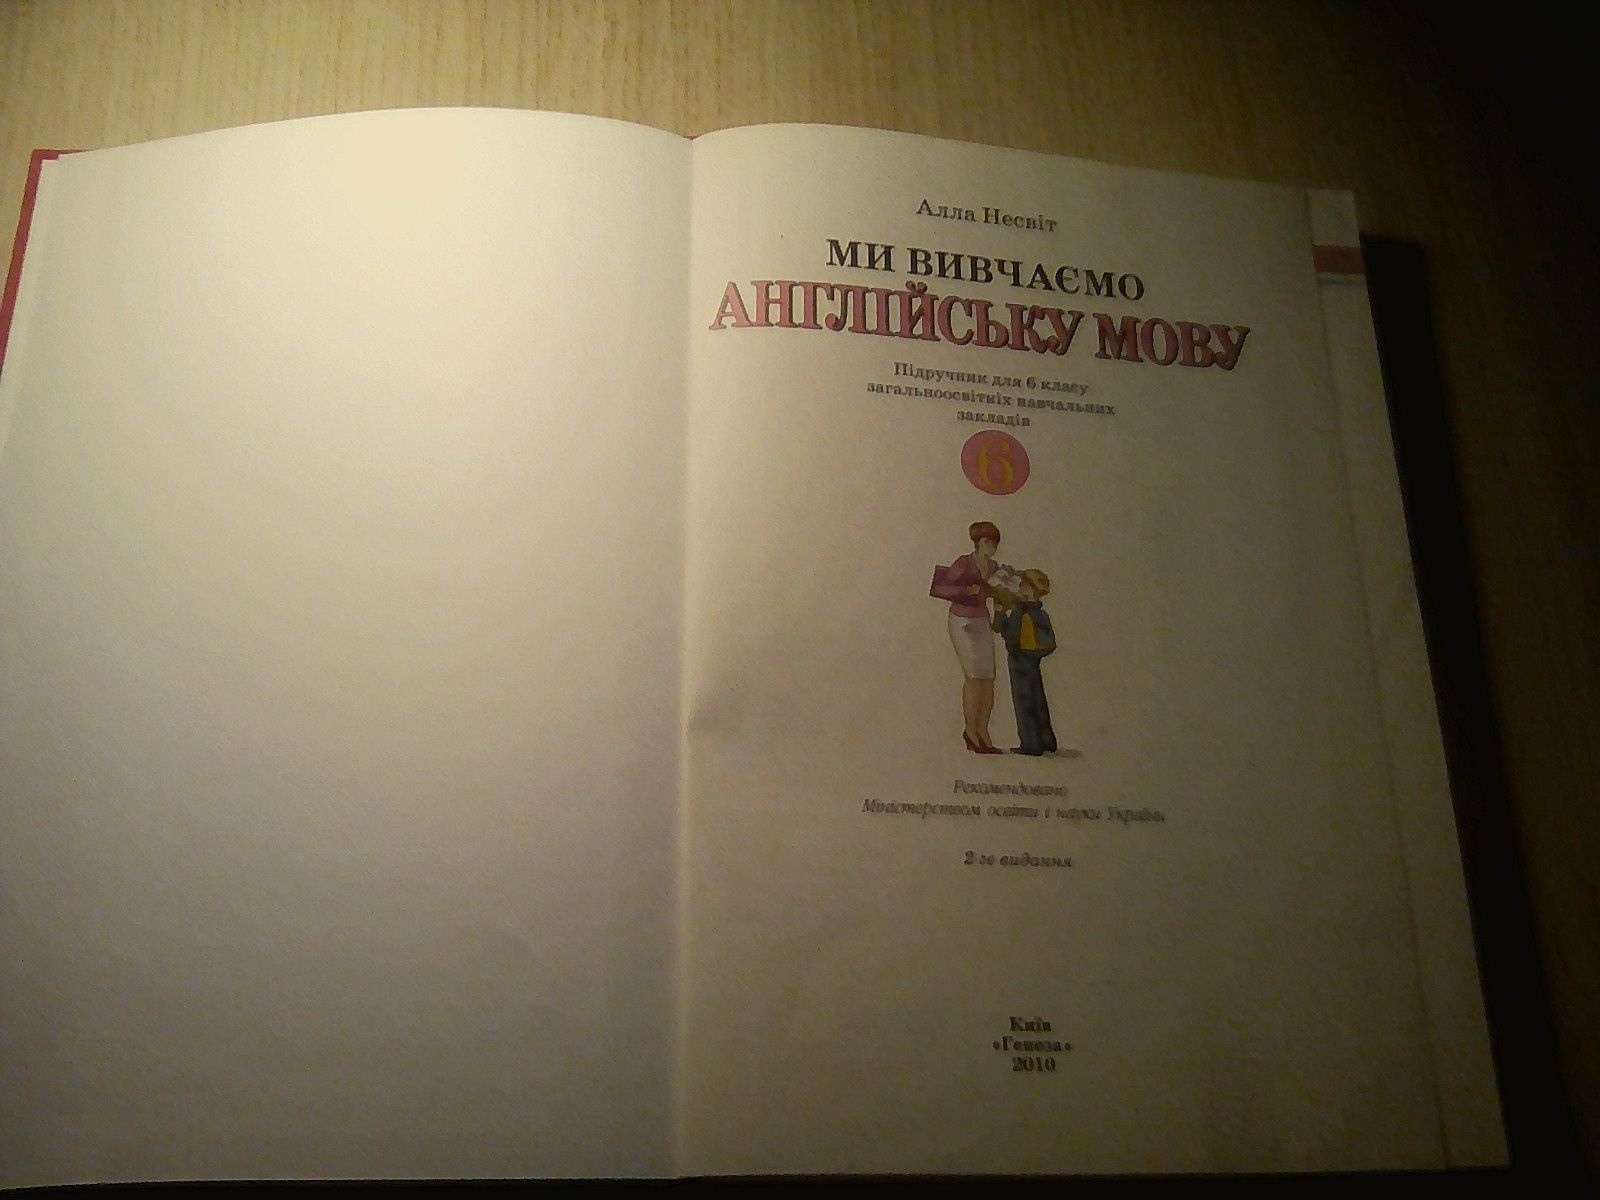 Алла Несвіт
МИ ВИВЧАЄМО
АНГЛІЙСЬКУ МОВУ
Підручник для 6 класу
загальноосвітніх навчальних
закладів
6
Рекомендовано
Міністерством освіти і науки України
2-ге видання
Київ
«Генеза»
2010